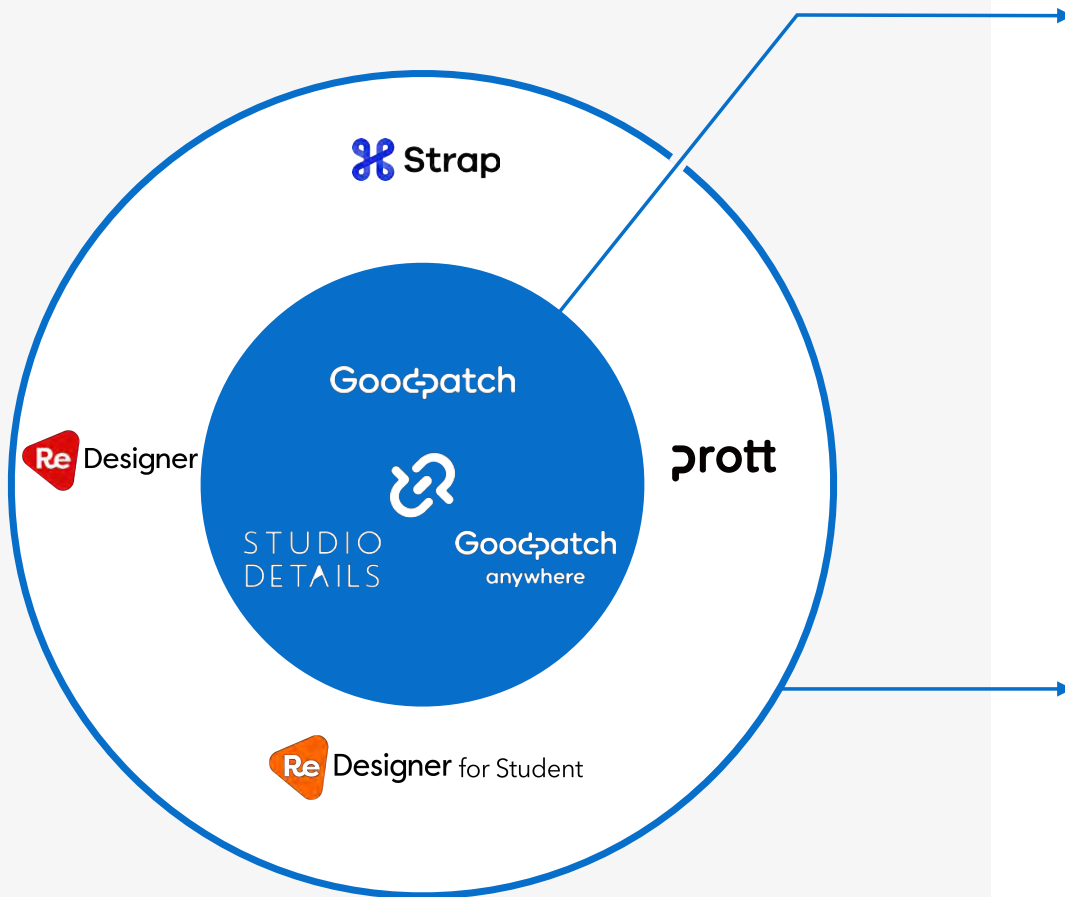 Strap
Goodpatch
Re Designer
prott
STUDIO
DETAILS
Goodpatch
anywhere
Re Designer for Student